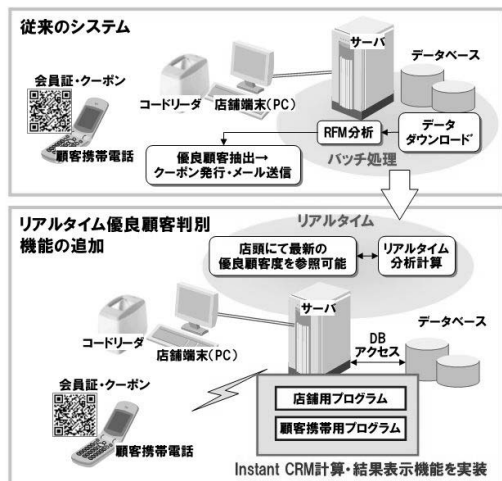 従来のシステム
サーバ
データベース
会員証・クーポン
コードリーダ
店舗端末(PC)
顧客携帯電話
RFM分析
データ
ダウンロード
優良顧客抽出→
クーポン発行・メール送信
バッチ処理
リアルタイム優良顧客判別
機能の追加
リアルタイム
店頭にて最新の
優良顧客度を参照可能
リアルタイム
分析計算
サーバ
データベース
コードリーダ
店舗端末(PC)
DB
アクセス
会員証・クーポン
顧客携帯電話
店舗用プログラム
顧客携帯用プログラム
Instant CRM計算・結果表示機能を実装